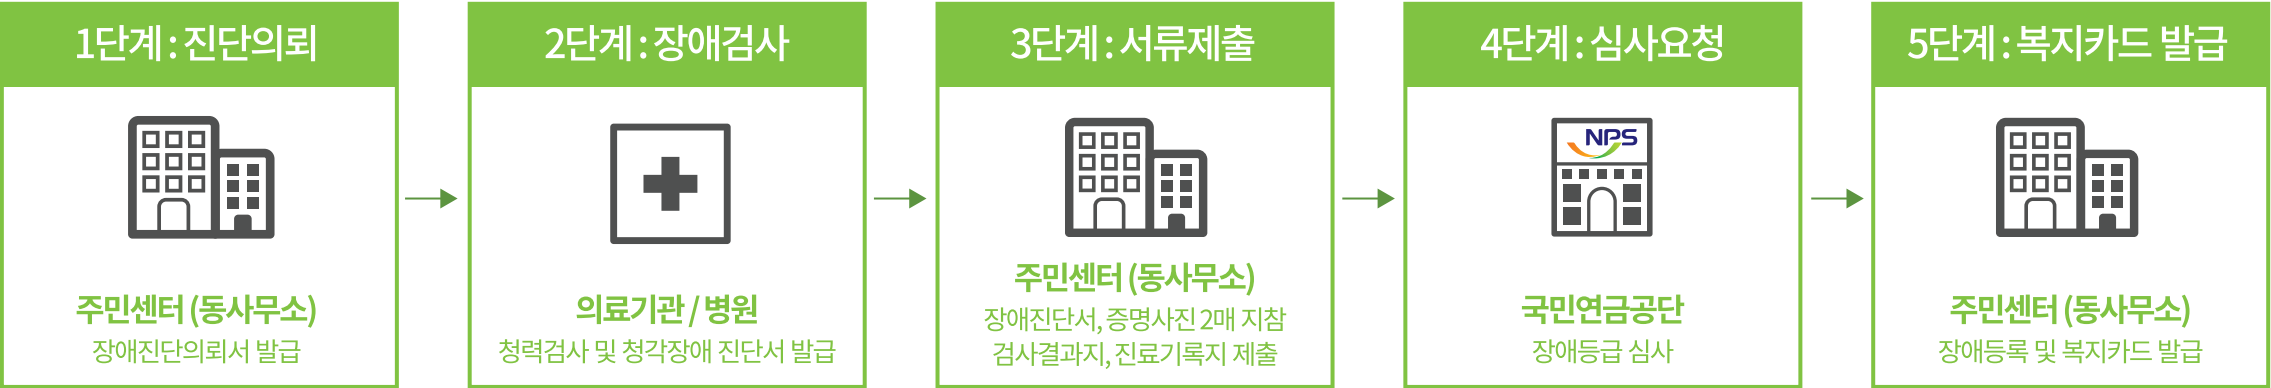 1단계 : 진단의뢰
주민센터 (동사무소)
장애진단의뢰서 발급
2단계 : 장애검사
의료기관 / 병원
청력검사 및 청각장애 진단서 발급
3단계 : 서류제출
주민센터 (동사무소)
장애진단서, 증명사진 2매 지참
검사결과지, 진료기록지 제출
4단계 : 심사요청
NPS
국민연금공단
장애등급 심사
5단계 : 복지카드 발급
주민센터 (동사무소)
장애등록 및 복지카드 발급